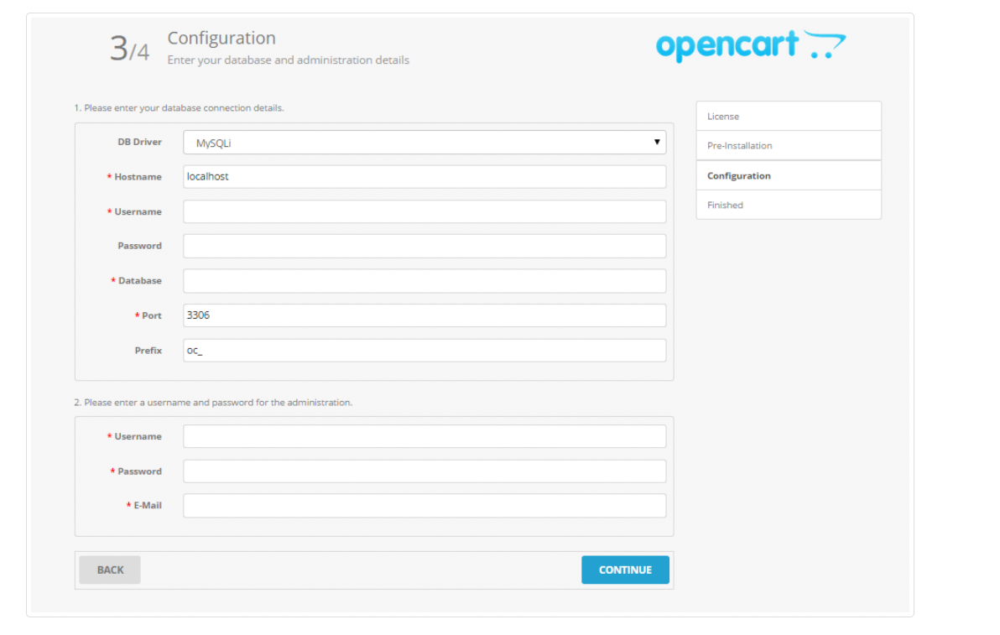 3/4
Configuration
Enter your database and administration details
opencart
1. Please enter your database connection details.
DB Driver MySQLi
* Hostname localhost
* Username
Password
* Database
* Port 3306
Prefix oc_
2. Please enter a username and password for the administration.
* Username
* Password
* E-Mail
BACK
CONTINUE
License
Pre-Installation
Configuration
Finished